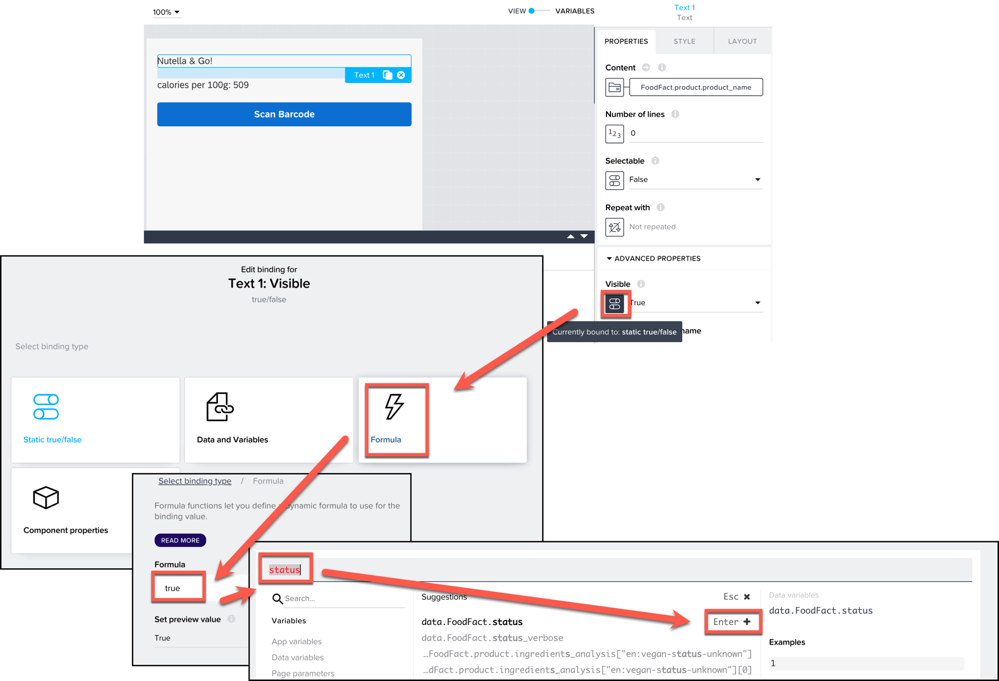 100%
VIEW VARIABLES
Text 1
Text
PROPERTIES STYLE LAYOUT
Nutella & Go!
Text 1
calories per 100g: 509
Scan Barcode
Content
FoodFact.product.product_name
Number of lines
123 0
Selectable
False
Repeat with
Not repeated
ADVANCED PROPERTIES
Visible
True
Currently bound to: static true/false
name
Edit binding for
Text 1: Visible
true/false
Select binding type
Static true/false
Data and Variables
Formula
Component properties
Select binding type / Formula
Formula functions let you define a dynamic formula to use for the
binding value.
READ MORE
Formula
true
Set preview value
True
status
Search...
Variables
App variables
Data variables
Page parameters
Suggestions
Esc ✖
data.FoodFact.status
Enter +
data.FoodFact.status_verbose
…FoodFact.product.ingredients_analysis["en:vegan-status-unknown"]
…dFact.product.ingredients_analysis["en:vegan-status-unknown"][0]
Data variables
data.FoodFact.status
Examples
1